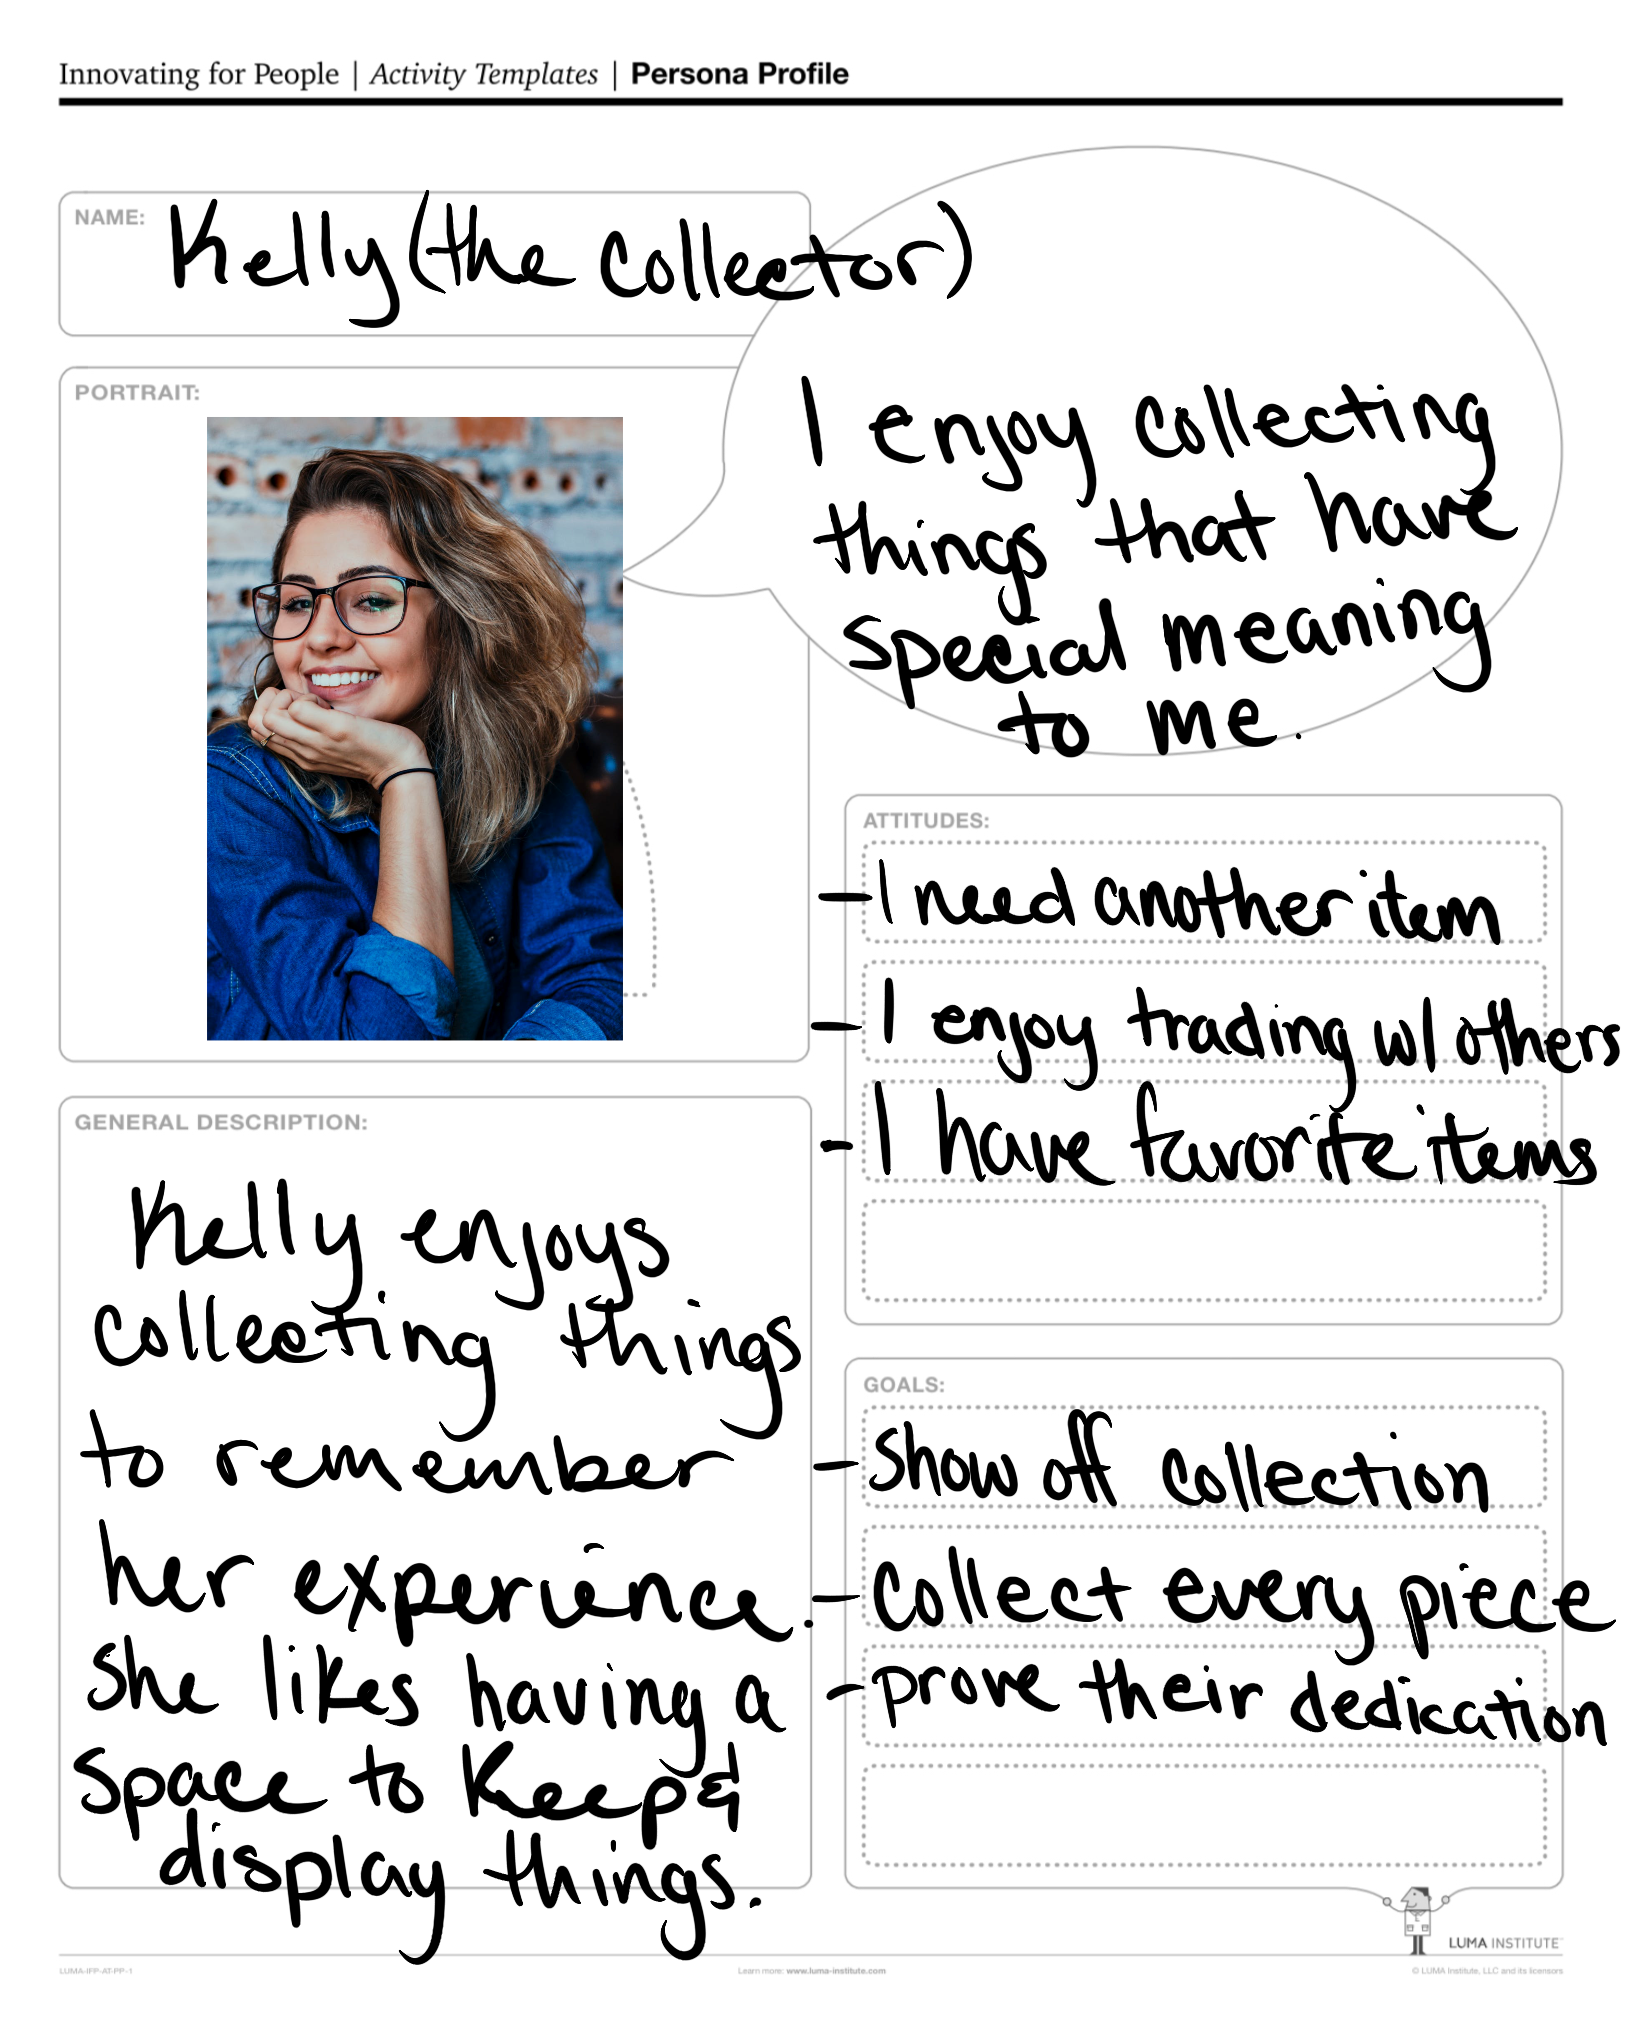 Innovating for People | Activity Templates | Persona Profile
NAME: Kelly (the collector)
PORTRAIT:
I enjoy collecting
things that have
special meaning
to me.
ATTITUDES:
- I need another item
- I enjoy trading w/ others
- I have favorite items
GENERAL DESCRIPTION:
Kelly enjoys
collecting things
to remember
her experience.
She likes having a
space to keep &
display things.
GOALS:
- show off collection
- collect every piece
- prove their dedication
LUMA INSTITUTE
LUMA-IFP-AT-PP-1
Learn more: www.luma-institute.com
© LUMA Institute, LLC and its licensors